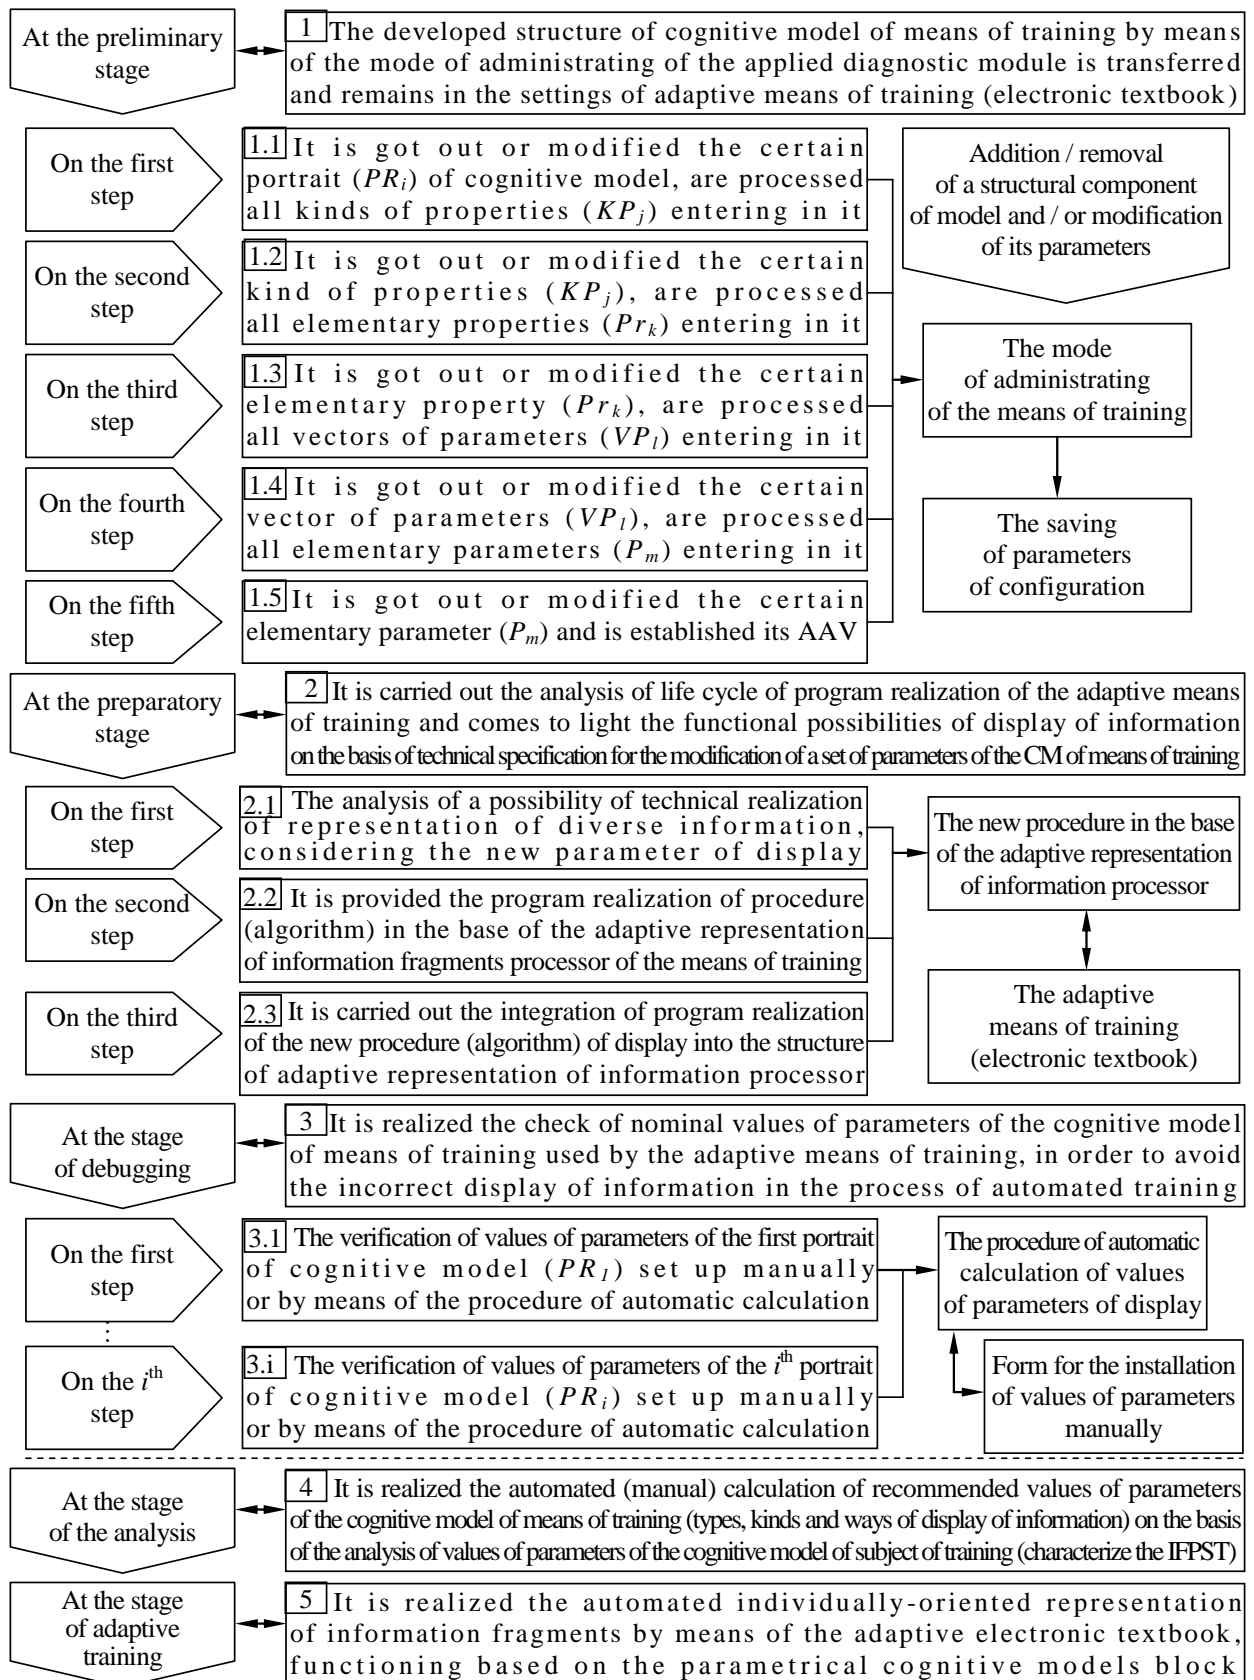 At the preliminary
stage
1 The developed structure of cognitive model of means of training by means
of the mode of administrating of the applied diagnostic module is transferred
and remains in the settings of adaptive means of training (electronic textbook)
On the first
step
1.1 It is got out or modified the certain
portrait (PRi) of cognitive model, are processed
all kinds of properties (KPj) entering in it
On the second
step
1.2 It is got out or modified the certain
kind of properties (KPj), are processed
all elementary properties (Prk) entering in it
On the third
step
1.3 It is got out or modified the certain
elementary property (Prk), are processed
all vectors of parameters (VPl) entering in it
On the fourth
step
1.4 It is got out or modified the certain
vector of parameters (VPl), are processed
all elementary parameters (Pm) entering in it
On the fifth
step
1.5 It is got out or modified the certain
elementary parameter (Pm) and is established its AAV
Addition / removal
of a structural component
of model and / or modification
of its parameters
The mode
of administrating
of the means of training
The saving
of parameters
of configuration
At the preparatory
stage
2 It is carried out the analysis of life cycle of program realization of the adaptive means
of training and comes to light the functional possibilities of display of information
on the basis of technical specification for the modification of a set of parameters of the CM of means of training
On the first
step
2.1 The analysis of a possibility of technical realization
of representation of diverse information,
considering the new parameter of display
On the second
step
2.2 It is provided the program realization of procedure
(algorithm) in the base of the adaptive representation
of information fragments processor of the means of training
On the third
step
2.3 It is carried out the integration of program realization
of the new procedure (algorithm) of display into the structure
of adaptive representation of information processor
The new procedure in the base
of the adaptive representation
of information processor
The adaptive
means of training
(electronic textbook)
At the stage
of debugging
3 It is realized the check of nominal values of parameters of the cognitive model
of means of training used by the adaptive means of training, in order to avoid
the incorrect display of information in the process of automated training
On the first
step
3.1 The verification of values of parameters of the first portrait
of cognitive model (PR1) set up manually
or by means of the procedure of automatic calculation
⋮
On the ith
step
3.i The verification of values of parameters of the ith portrait
of cognitive model (PRi) set up manually
or by means of the procedure of automatic calculation
The procedure of automatic
calculation of values
of parameters of display
Form for the installation
of values of parameters
manually
At the stage
of the analysis
4 It is realized the automated (manual) calculation of recommended values of parameters
of the cognitive model of means of training (types, kinds and ways of display of information) on the basis
of the analysis of values of parameters of the cognitive model of subject of training (characterize the IFPST)
At the stage
of adaptive
training
5 It is realized the automated individually-oriented representation
of information fragments by means of the adaptive electronic textbook,
functioning based on the parametrical cognitive models block